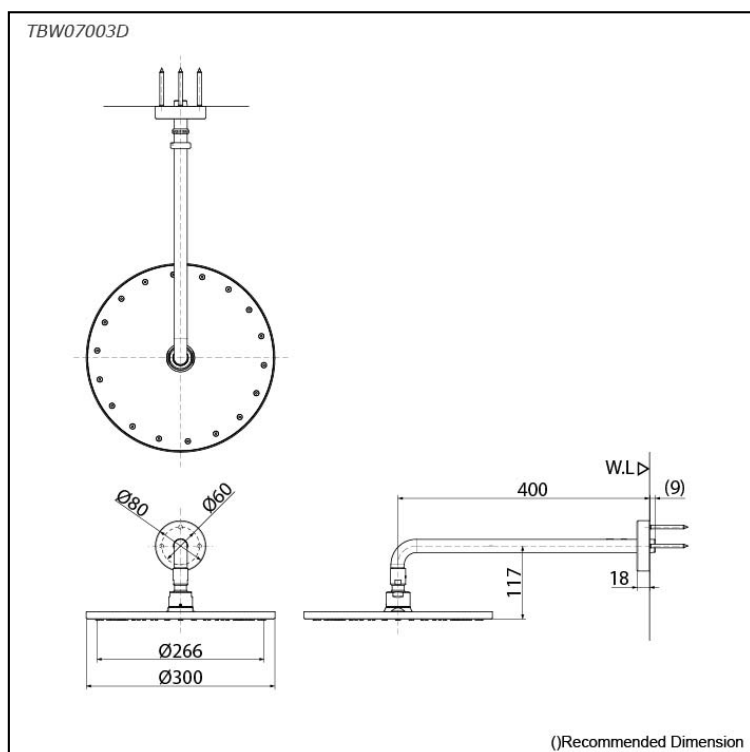 TBW07003D
W.L
400
(9)
Ø80
Ø60
117
18
Ø266
Ø300
()Recommended Dimension